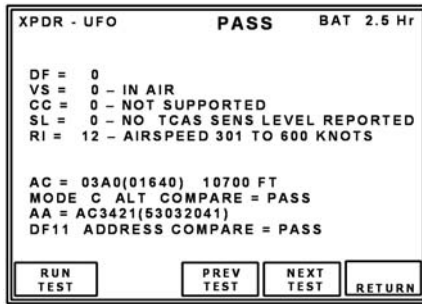 XPDR - UFO PASS BAT 2.5 Hr
DF = 0
VS = 0 – IN AIR
CC = 0 – NOT SUPPORTED
SL = 0 – NO TCAS SENS LEVEL REPORTED
RI = 12 – AIRSPEED 301 TO 600 KNOTS
AC = 03A0(01640) 10700 FT
MODE C ALT COMPARE = PASS
AA = AC3421(53032041)
DF11 ADDRESS COMPARE = PASS
RUN TEST PREV TEST NEXT TEST RETURN